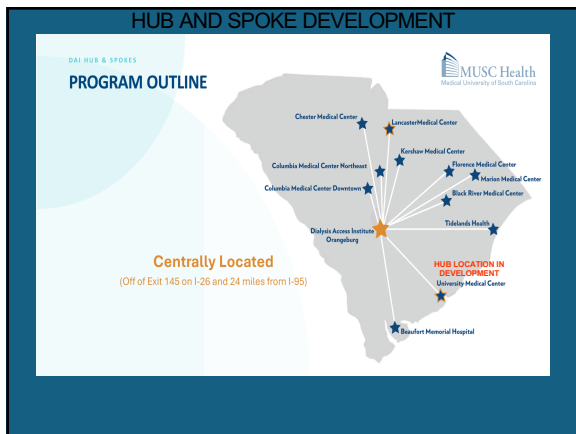 HUB AND SPOKE DEVELOPMENT
DAI HUB & SPOKES
PROGRAM OUTLINE
MUSC Health
Medical University of South Carolina
Chester Medical Center
LancasterMedical Center
Kershaw Medical Center
Columbia Medical Center Northeast
Florence Medical Center
Marion Medical Center
Columbia Medical Center Downtown
Black River Medical Center
Tidelands Health
Dialysis Access Institute
Orangeburg
Centrally Located
(Off of Exit 145 on I-26 and 24 miles from I-95)
HUB LOCATION IN
DEVELOPMENT
University Medical Center
Beaufort Memorial Hospital